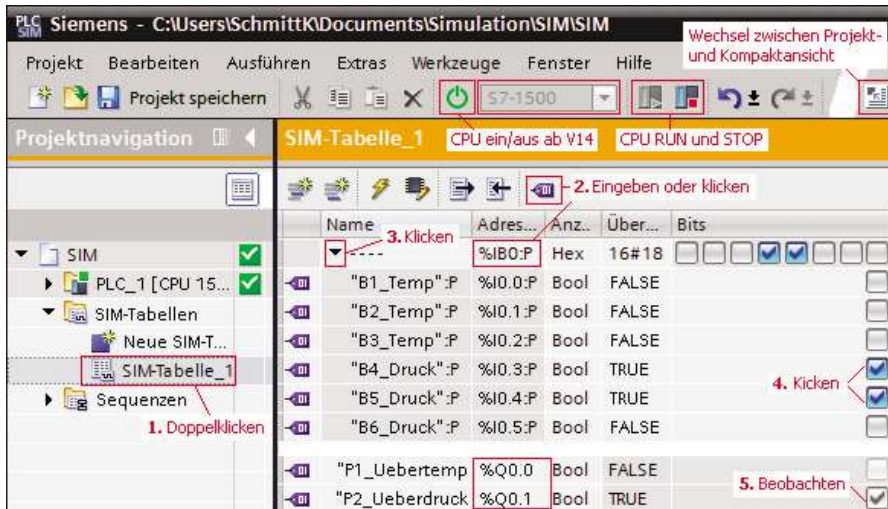 PLC SIM Siemens - C:\Users\SchmittK\Documents\Simulation\SIM\SIM
Wechsel zwischen Projekt-
und Kompaktansicht
Projekt Bearbeiten Ausführen Extras Werkzeuge Fenster Hilfe
Projekt speichern S7-1500
Projektnavigation
SIM-Tabelle_1
CPU ein/aus ab V14
CPU RUN und STOP
2. Eingeben oder klicken
Name Adres... Anz.. Über... Bits
3. Klicken
---- %IB0:P Hex 16#18
"B1_Temp":P %I0.0:P Bool FALSE
"B2_Temp":P %I0.1:P Bool FALSE
"B3_Temp":P %I0.2:P Bool FALSE
"B4_Druck":P %I0.3:P Bool TRUE
"B5_Druck":P %I0.4:P Bool TRUE
4. Kicken
"B6_Druck":P %I0.5:P Bool FALSE
"P1_Uebertemp %Q0.0 Bool FALSE
"P2_Ueberdruck %Q0.1 Bool TRUE
5. Beobachten
SIM
PLC_1 [CPU 15...
SIM-Tabellen
Neue SIM-T...
SIM-Tabelle_1
Sequenzen
1. Doppelklicken